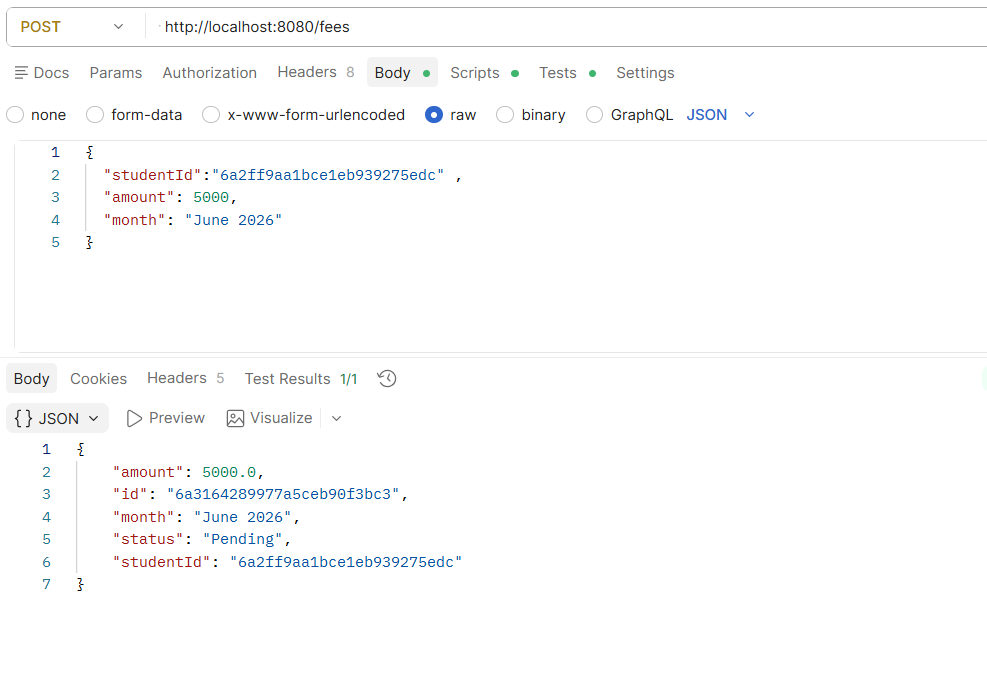 POST http://localhost:8080/fees
Docs Params Authorization Headers 8 Body Scripts Tests Settings
none form-data x-www-form-urlencoded raw binary GraphQL JSON
1 {
2 "studentId":"6a2ff9aa1bce1eb939275edc" ,
3 "amount": 5000,
4 "month": "June 2026"
5 }
Body Cookies Headers 5 Test Results 1/1
{} JSON Preview Visualize
1 {
2 "amount": 5000.0,
3 "id": "6a3164289977a5ceb90f3bc3",
4 "month": "June 2026",
5 "status": "Pending",
6 "studentId": "6a2ff9aa1bce1eb939275edc"
7 }